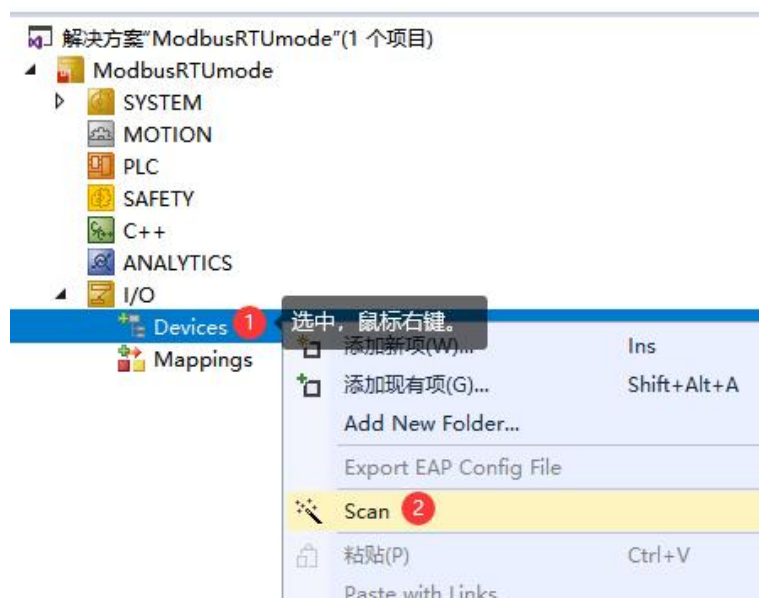 解决方案"ModbusRTUmode"(1 个项目)
ModbusRTUmode
SYSTEM
MOTION
PLC
SAFETY
C++
ANALYTICS
I/O
Devices 1 选中，鼠标右键。
Mappings
添加新项(W)... Ins
添加现有项(G)... Shift+Alt+A
Add New Folder...
Export EAP Config File
Scan 2
粘贴(P) Ctrl+V
Paste with Links